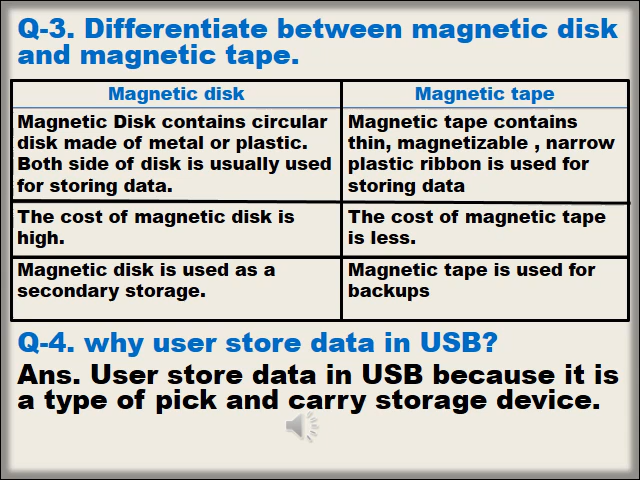 Q-3. Differentiate between magnetic disk
and magnetic tape.
Magnetic disk
Magnetic tape
Magnetic Disk contains circular
disk made of metal or plastic.
Both side of disk is usually used
for storing data.
Magnetic tape contains
thin, magnetizable , narrow
plastic ribbon is used for
storing data
The cost of magnetic disk is
high.
The cost of magnetic tape
is less.
Magnetic disk is used as a
secondary storage.
Magnetic tape is used for
backups
Q-4. why user store data in USB?
Ans. User store data in USB because it is
a type of pick and carry storage device.